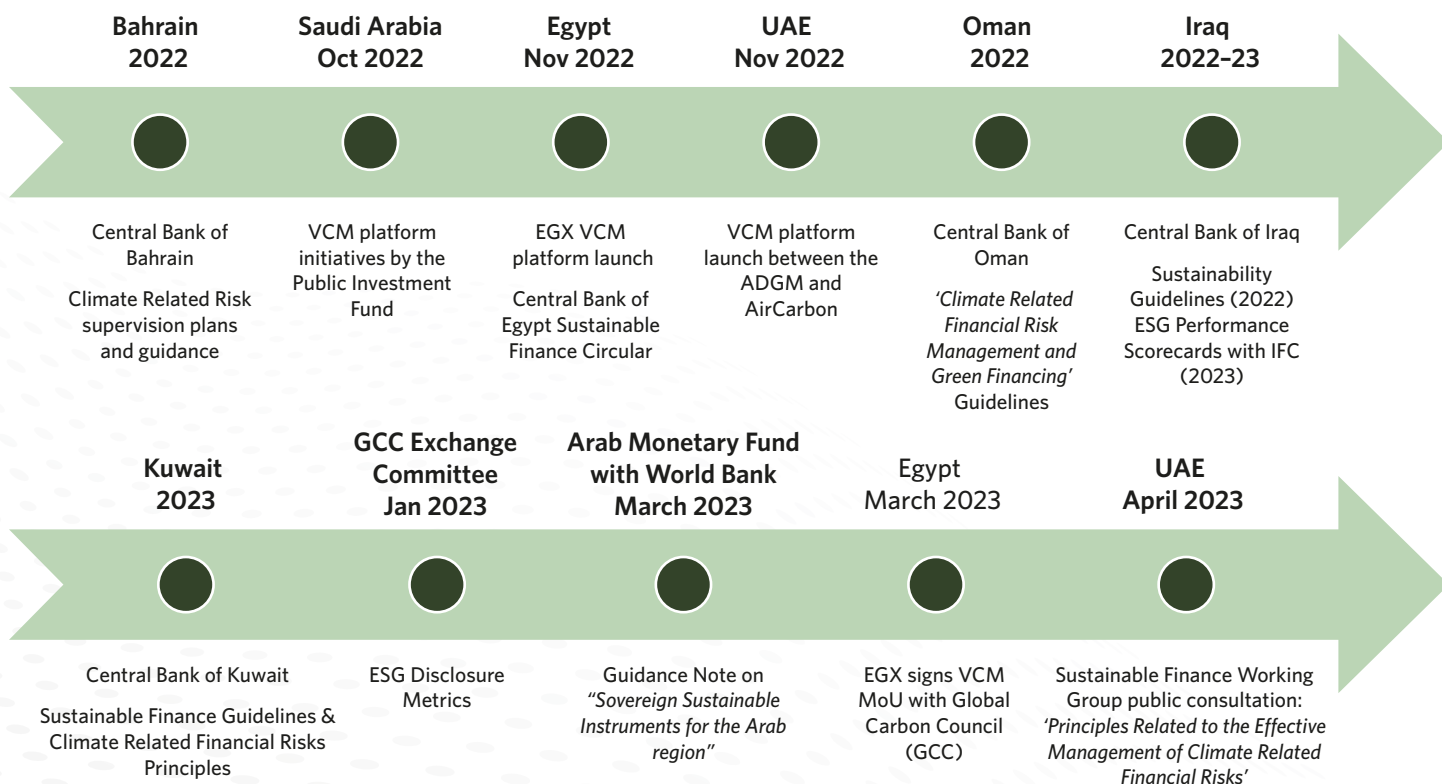 Bahrain
2022
Saudi Arabia
Oct 2022
Egypt
Nov 2022
UAE
Nov 2022
Oman
2022
Iraq
2022–23
Central Bank of
Bahrain
Climate Related Risk
supervision plans
and guidance
VCM platform
initiatives by the
Public Investment
Fund
EGX VCM
platform launch
Central Bank of
Egypt Sustainable
Finance Circular
VCM platform
launch between the
ADGM and
AirCarbon
Central Bank of
Oman
‘Climate Related
Financial Risk
Management and
Green Financing’
Guidelines
Central Bank of Iraq
Sustainability
Guidelines (2022)
ESG Performance
Scorecards with IFC
(2023)
Kuwait
2023
GCC Exchange
Committee
Jan 2023
Arab Monetary Fund
with World Bank
March 2023
Egypt
March 2023
UAE
April 2023
Central Bank of Kuwait
Sustainable Finance Guidelines &
Climate Related Financial Risks
Principles
ESG Disclosure
Metrics
Guidance Note on
“Sovereign Sustainable
Instruments for the Arab
region”
EGX signs VCM
MoU with Global
Carbon Council
(GCC)
Sustainable Finance Working
Group public consultation:
‘Principles Related to the Effective
Management of Climate Related
Financial Risks’